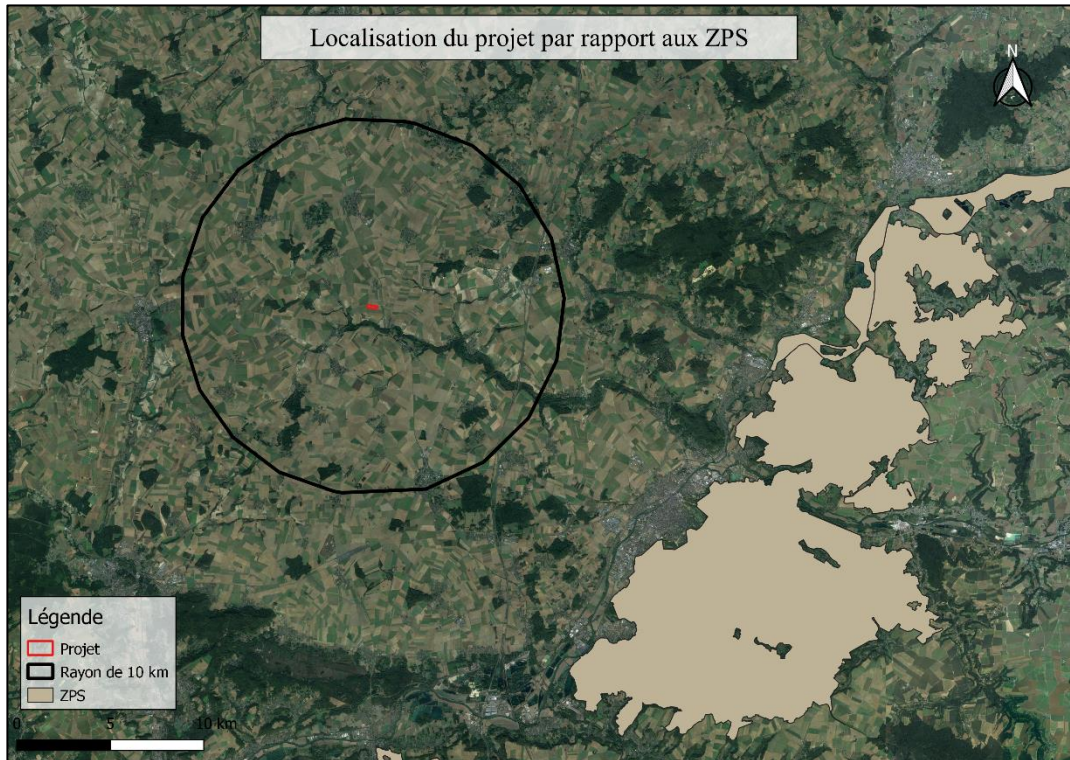 Localisation du projet par rapport aux ZPS
N
Légende
Projet
Rayon de 10 km
ZPS
0 5 10 km